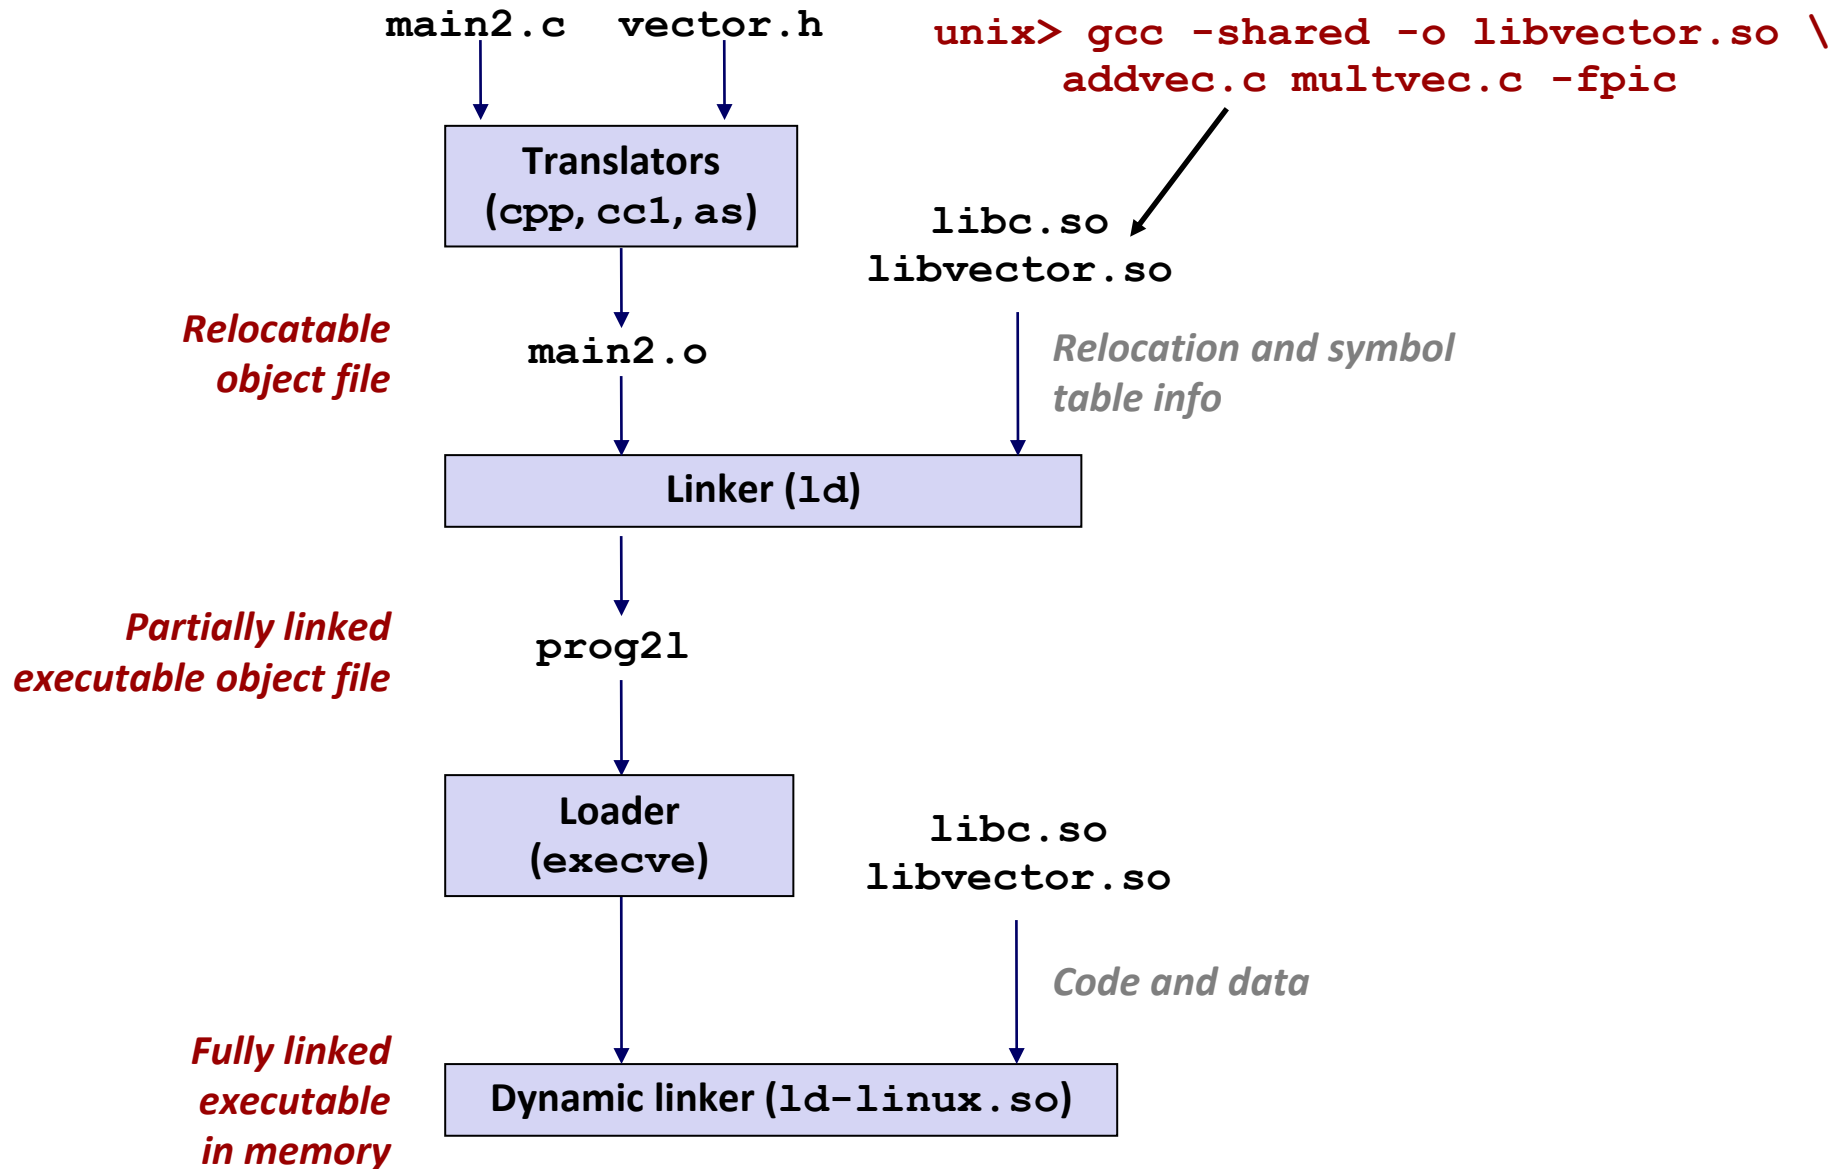 main2.c vector.h
unix> gcc -shared -o libvector.so \
addvec.c multvec.c -fpic
Translators
(cpp, cc1, as)
libc.so
libvector.so
Relocatable
object file
main2.o
Relocation and symbol
table info
Linker (ld)
Partially linked
executable object file
prog2l
Loader
(execve)
libc.so
libvector.so
Code and data
Fully linked
executable
in memory
Dynamic linker (ld-linux.so)